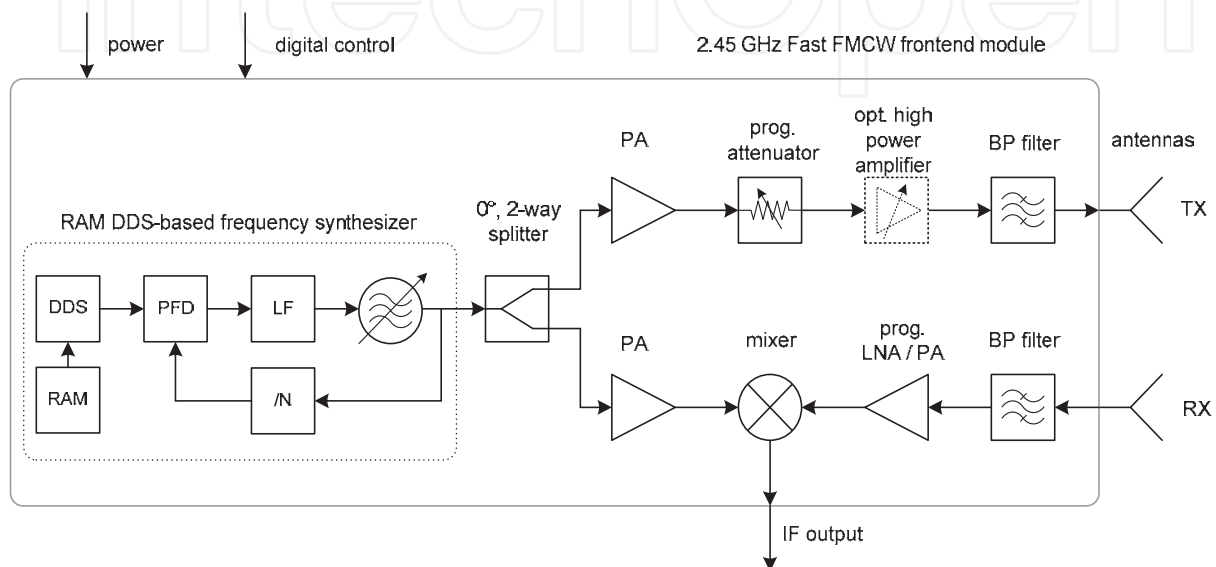 intechopen
power
digital control
2.45 GHz Fast FMCW frontend module
PA
prog.
attenuator
opt. high
power
amplifier
BP filter
antennas
TX
RAM DDS-based frequency synthesizer
0°, 2-way
splitter
DDS
PFD
LF
RAM
/N
PA
mixer
prog.
LNA / PA
BP filter
RX
IF output